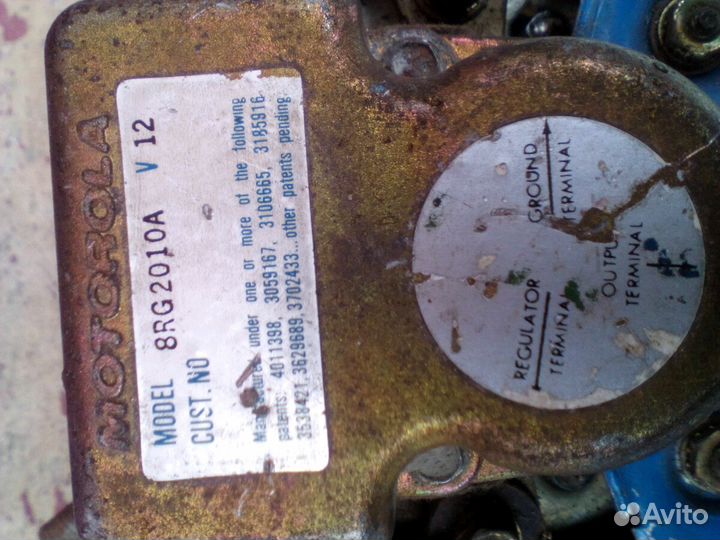 MOTOROLA
MODEL 8RG2010A V 12
CUST. NO
Manufactured under one or more of the following
patents: 4011398, 3059167, 3106665, 3185916
3538421, 3629689, 3702433... other patents pending
REGULATOR
TERMINAL
GROUND
TERMINAL
OUTPUT
TERMINAL
+
Avito